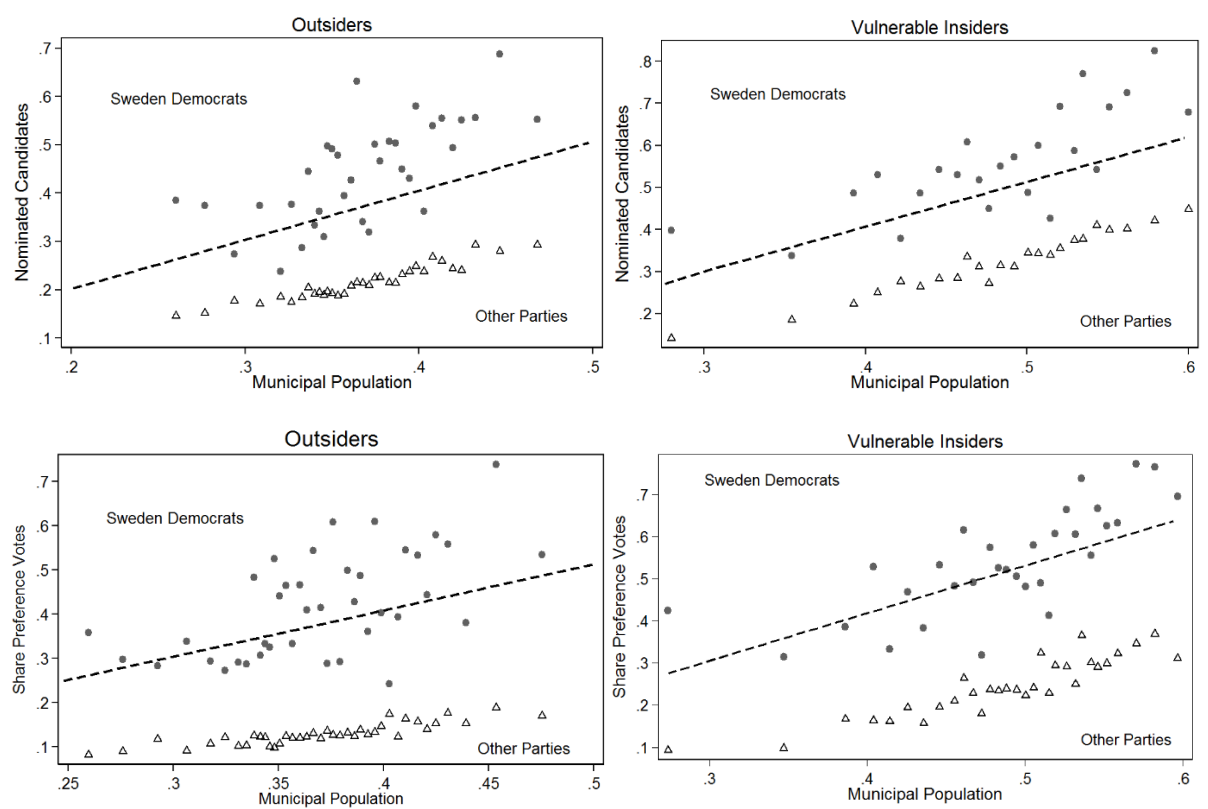 Outsiders
Nominated Candidates
.7
.6
.5
.4
.3
.2
.1
Sweden Democrats
Other Parties
.2
.3
.4
.5
Municipal Population
Vulnerable Insiders
Nominated Candidates
.8
.7
.6
.5
.4
.3
.2
Sweden Democrats
Other Parties
.3
.4
.5
.6
Municipal Population
Outsiders
Share Preference Votes
.7
.6
.5
.4
.3
.2
.1
Sweden Democrats
Other Parties
.25
.3
.35
.4
.45
.5
Municipal Population
Vulnerable Insiders
Share Preference Votes
.7
.6
.5
.4
.3
.2
.1
Sweden Democrats
Other Parties
.3
.4
.5
.6
Municipal Population